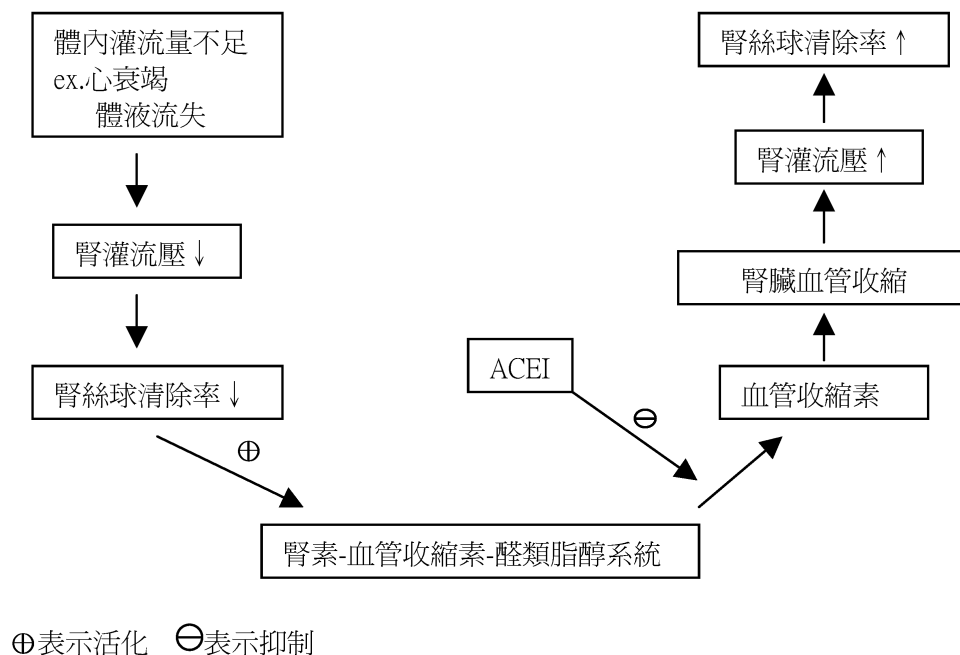 體內灌流量不足
ex.心衰竭
體液流失
腎灌流壓↓
腎絲球清除率↓
⊕
腎素-血管收縮素-醛類脂醇系統
ACEI
⊖
血管收縮素
腎臟血管收縮
腎灌流壓↑
腎絲球清除率↑
⊕表示活化 ⊖表示抑制